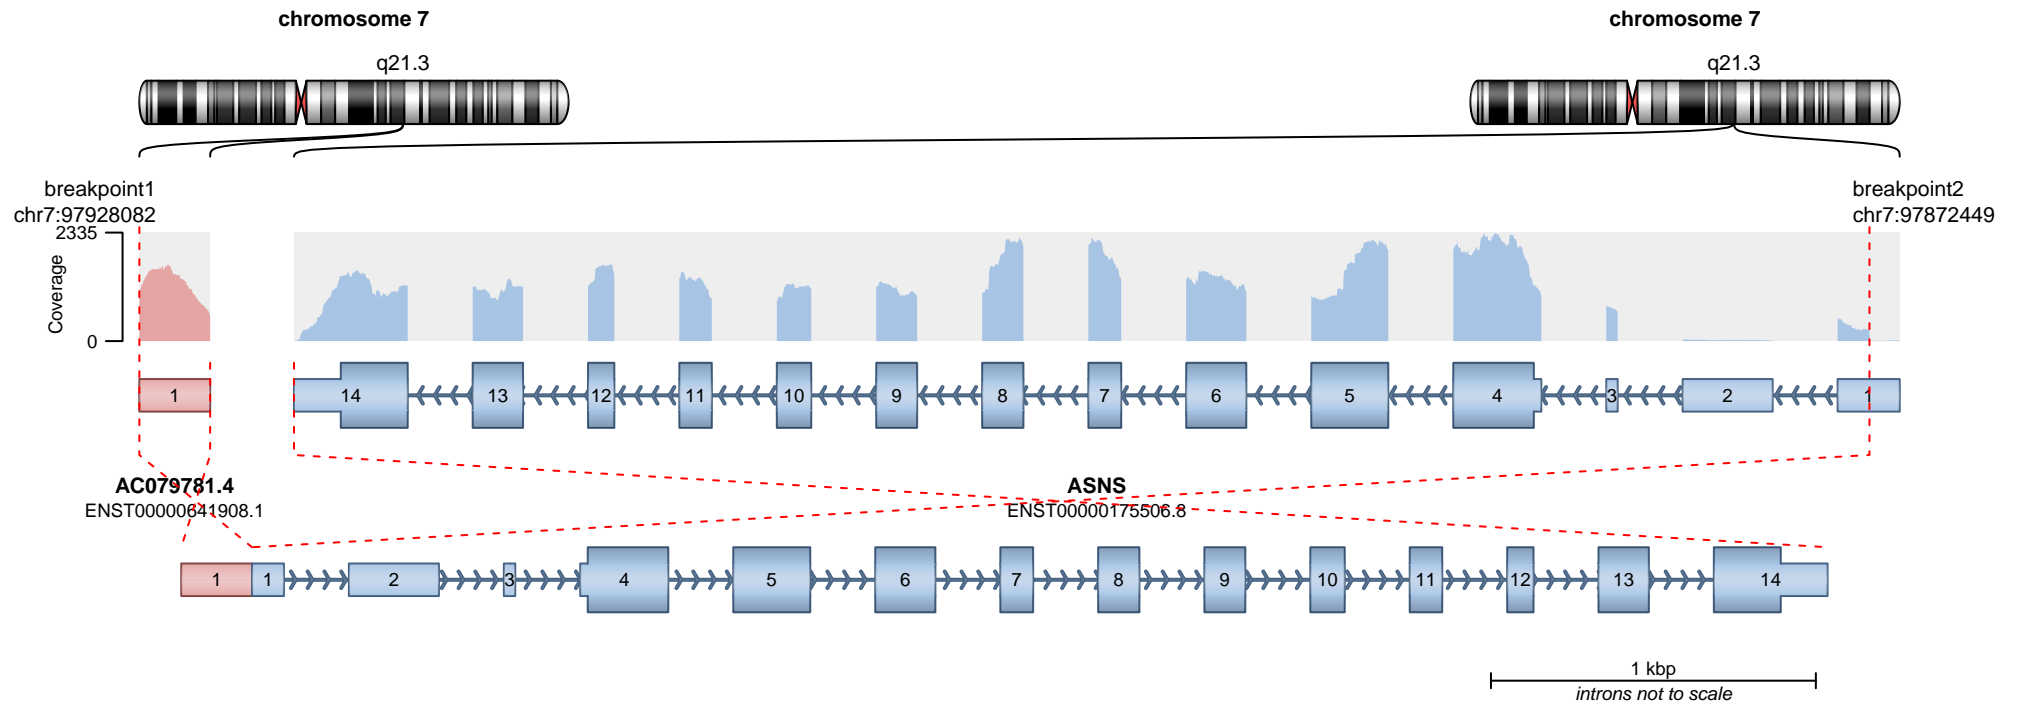 chromosome 7
chromosome 7
q21.3
q21.3
breakpoint1
chr7:97928082
breakpoint2
chr7:97872449
2335
Coverage
0
1
14
13
12
11
10
9
8
7
6
5
4
3
2
1
AC079781.4
ENST00000641908.1
ASNS
ENST00000175506.8
1
1
2
3
4
5
6
7
8
9
10
11
12
13
14
1 kbp
introns not to scale